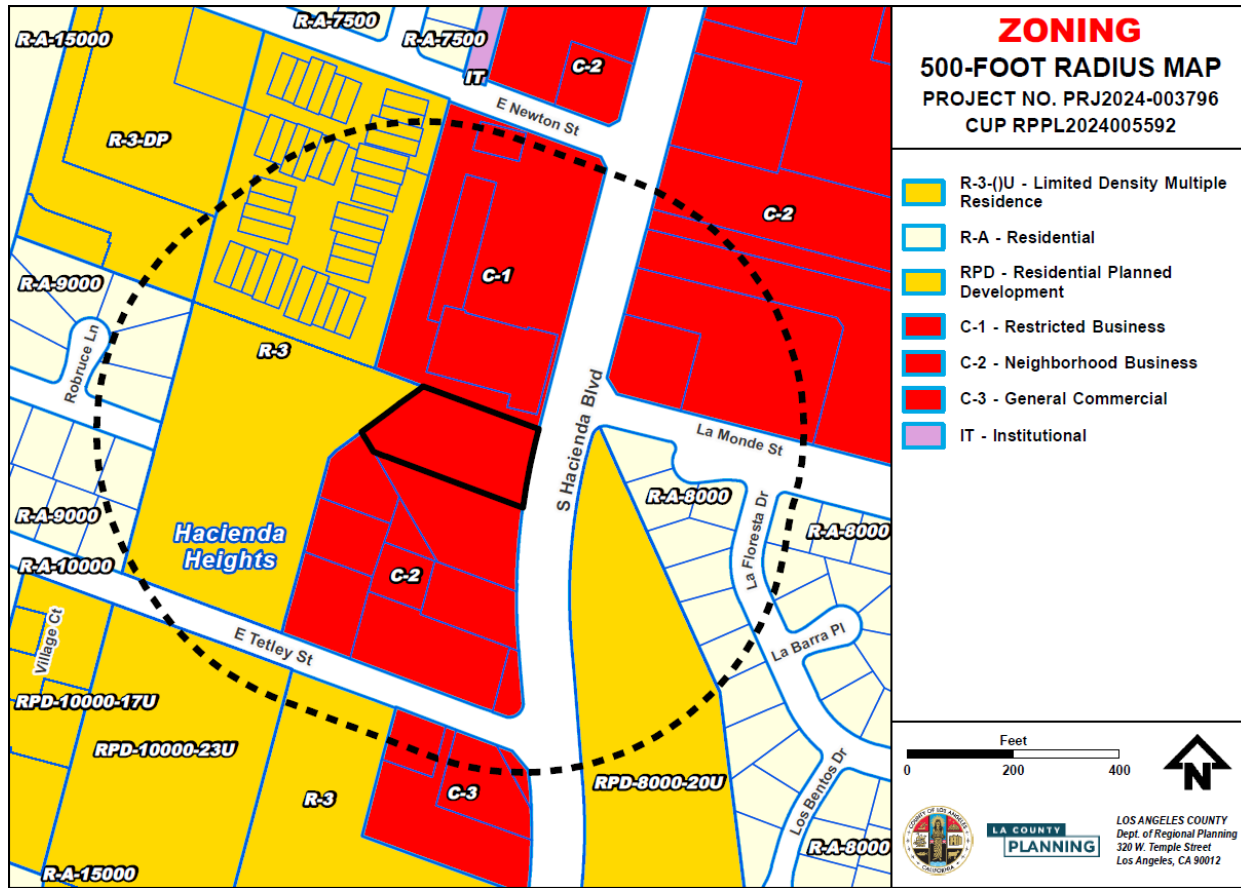 R-A-15000
R-A-7500
R-A-7500
IT
C-2
E Newton St
R-3-DP
C-2
C-1
R-A-9000
Robruce Ln
R-3
S Hacienda Blvd
La Monde St
R-A-8000
R-A-8000
La Floresta Dr
R-A-9000
Hacienda
Heights
R-A-10000
C-2
La Barra Pl
E Tetley St
Village Ct
RPD-10000-17U
RPD-10000-23U
RPD-8000-20U
R-3
C-3
Los Bentos Dr
R-A-8000
R-A-15000
ZONING
500-FOOT RADIUS MAP
PROJECT NO. PRJ2024-003796
CUP RPPL2024005592
R-3-()U - Limited Density Multiple
Residence
R-A - Residential
RPD - Residential Planned
Development
C-1 - Restricted Business
C-2 - Neighborhood Business
C-3 - General Commercial
IT - Institutional
Feet
0 200 400
N
COUNTY OF LOS ANGELES
CALIFORNIA
LA COUNTY
PLANNING
LOS ANGELES COUNTY
Dept. of Regional Planning
320 W. Temple Street
Los Angeles, CA 90012